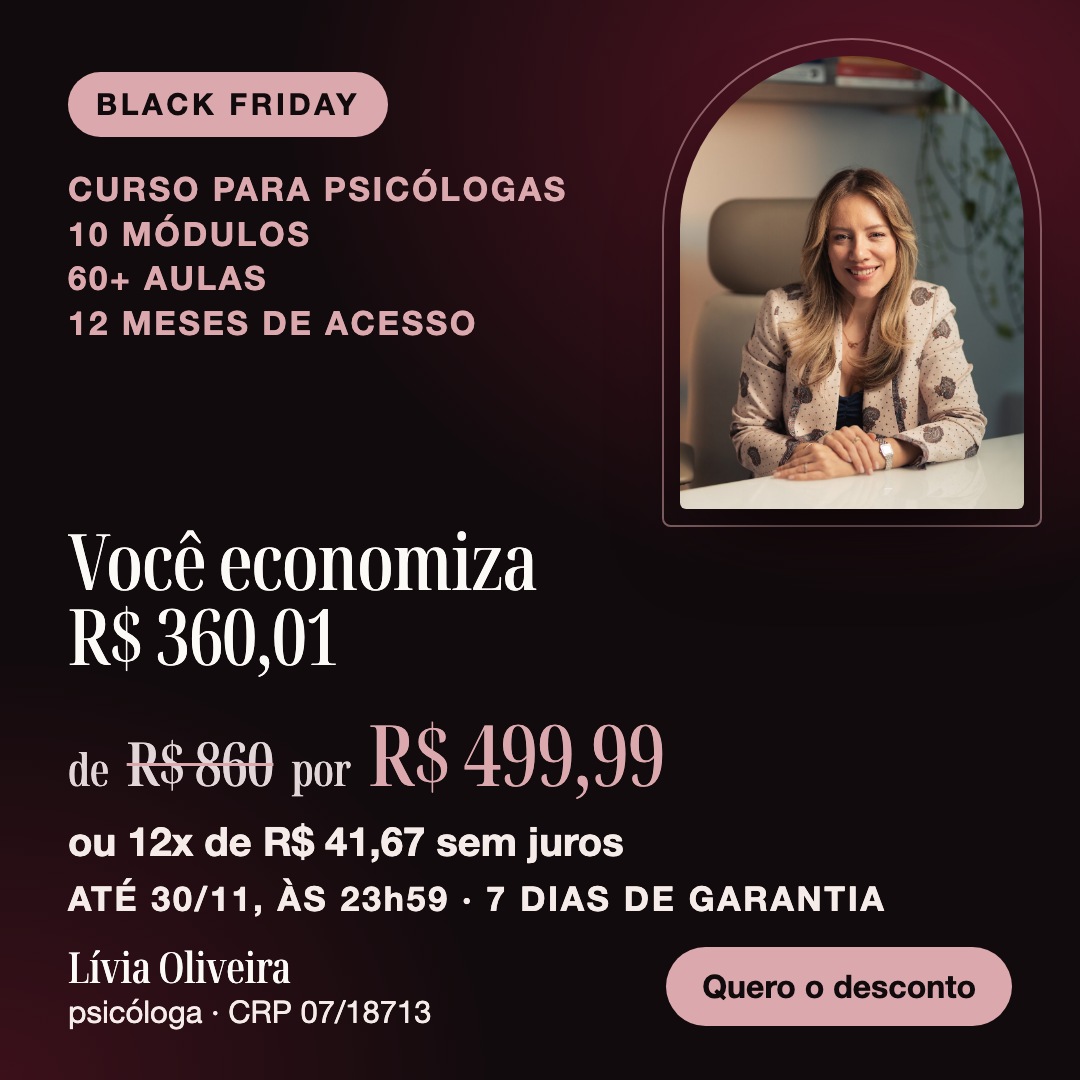 BLACK FRIDAY
CURSO PARA PSICÓLOGAS
10 MÓDULOS
60+ AULAS
12 MESES DE ACESSO
Você economiza
R$ 360,01
de R$ 860 por R$ 499,99
ou 12x de R$ 41,67 sem juros
ATÉ 30/11, ÀS 23h59 · 7 DIAS DE GARANTIA
Lívia Oliveira
psicóloga · CRP 07/18713
Quero o desconto